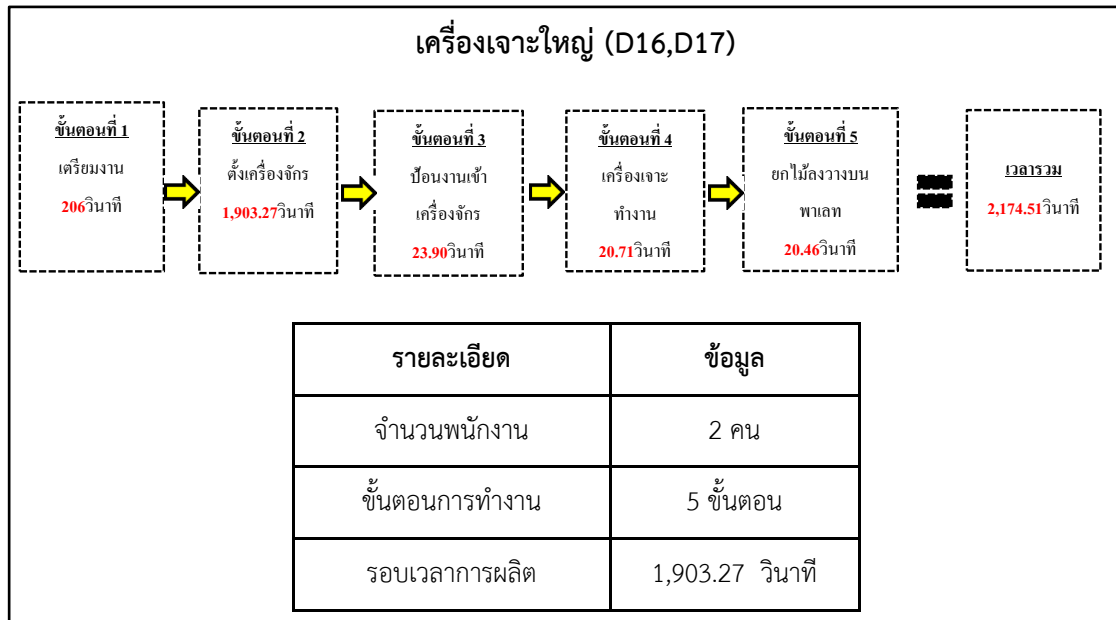 เครื่องเจาะใหญ่ (D16,D17)
ขั้นตอนที่ 1
เตรียมงาน
206วินาที
ขั้นตอนที่ 2
ตั้งเครื่องจักร
1,903.27วินาที
ขั้นตอนที่ 3
ป้อนงานเข้า
เครื่องจักร
23.90วินาที
ขั้นตอนที่ 4
เครื่องเจาะ
ทำงาน
20.71วินาที
ขั้นตอนที่ 5
ยกไม้ลงวางบน
พาเลท
20.46วินาที
เวลารวม
2,174.51วินาที
รายละเอียด ข้อมูล
จำนวนพนักงาน 2 คน
ขั้นตอนการทำงาน 5 ขั้นตอน
รอบเวลาการผลิต 1,903.27 วินาที